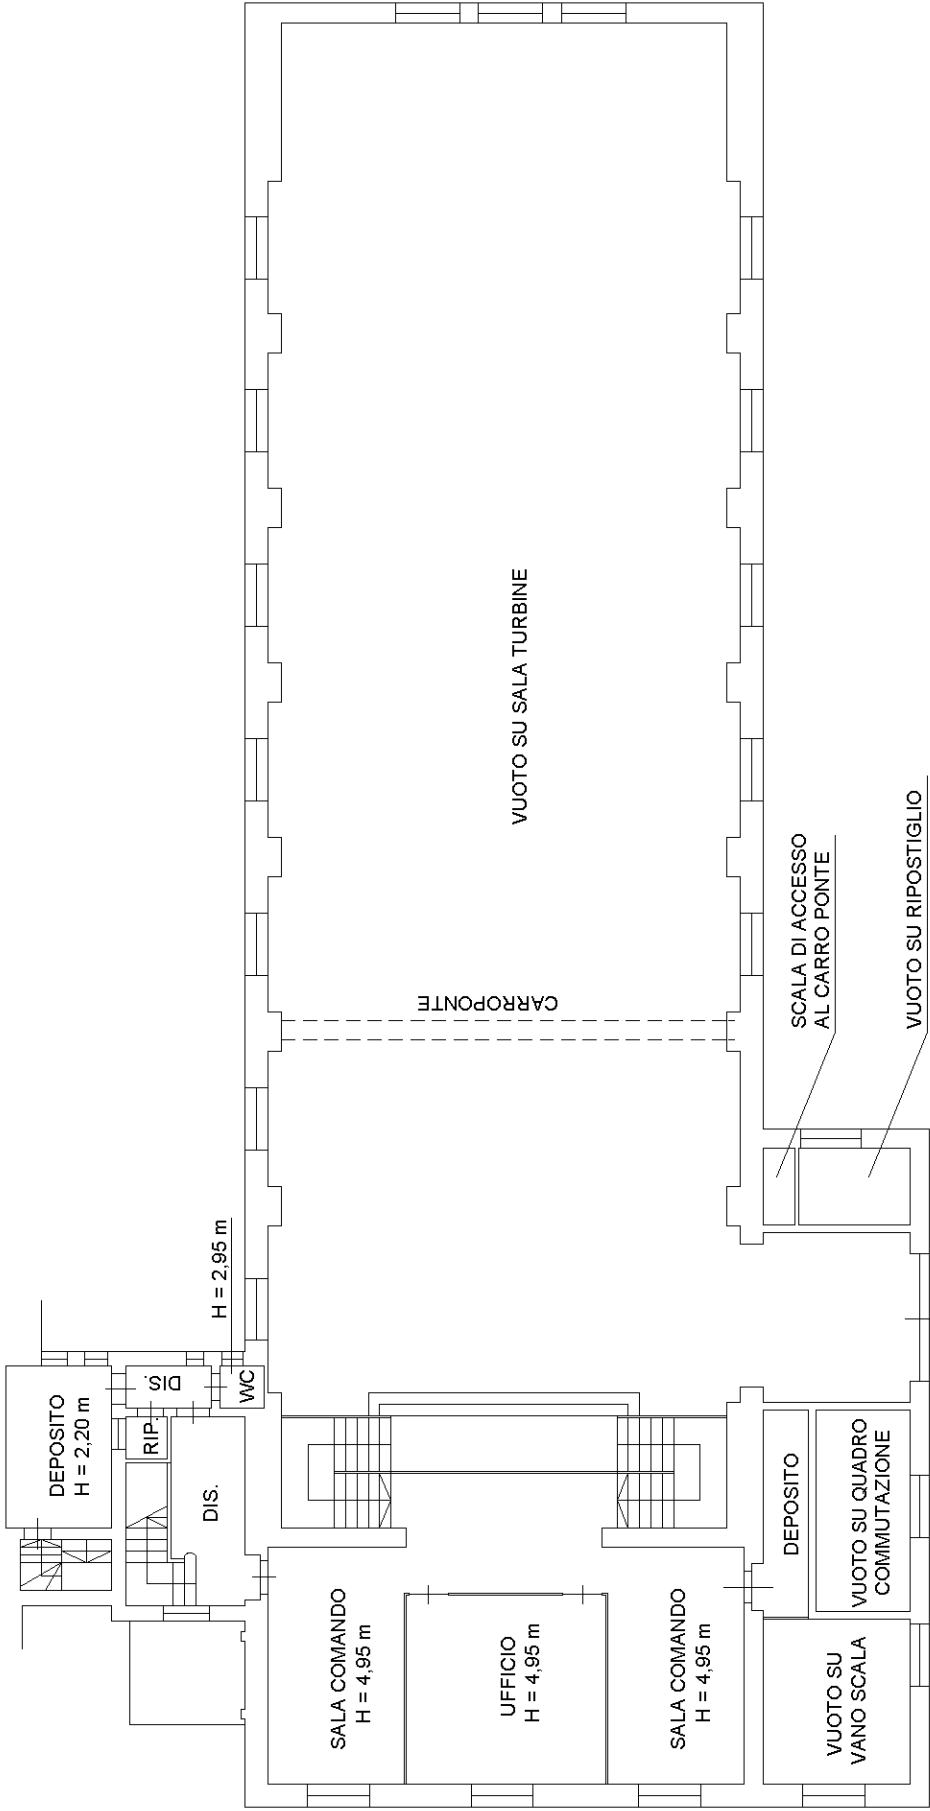 CARROPONTE
VUOTO SU SALA TURBINE
SCALA DI ACCESSO
AL CARRO PONTE
VUOTO SU RIPOSTIGLIO
H = 2,95 m
DEPOSITO
H = 2,20 m
DIS.
WC
RIP.
DIS.
SALA COMANDO
H = 4,95 m
UFFICIO
H = 4,95 m
SALA COMANDO
H = 4,95 m
DEPOSITO
VUOTO SU QUADRO
COMMUTAZIONE
VUOTO SU
VANO SCALA